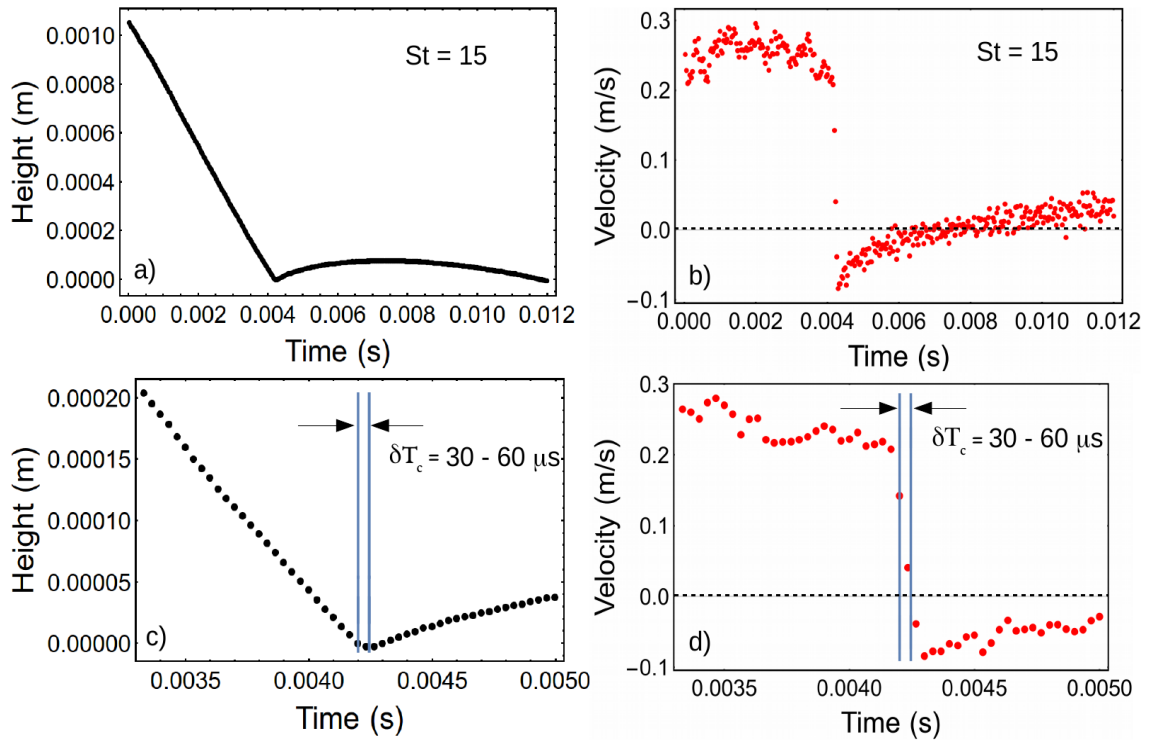 Height (m)
0.0010
0.0008
0.0006
0.0004
0.0002
0.0000
St = 15
a)
0.000 0.002 0.004 0.006 0.008 0.010 0.012
Time (s)
Velocity (m/s)
0.3
0.2
0.1
0.0
−0.1
St = 15
b)
0.000 0.002 0.004 0.006 0.008 0.010 0.012
Time (s)
Height (m)
0.00020
0.00015
0.00010
0.00005
0.00000
δTc = 30 - 60 μs
c)
0.0035 0.0040 0.0045 0.0050
Time (s)
Velocity (m/s)
0.3
0.2
0.1
0.0
−0.1
δTc = 30 - 60 μs
d)
0.0035 0.0040 0.0045 0.0050
Time (s)